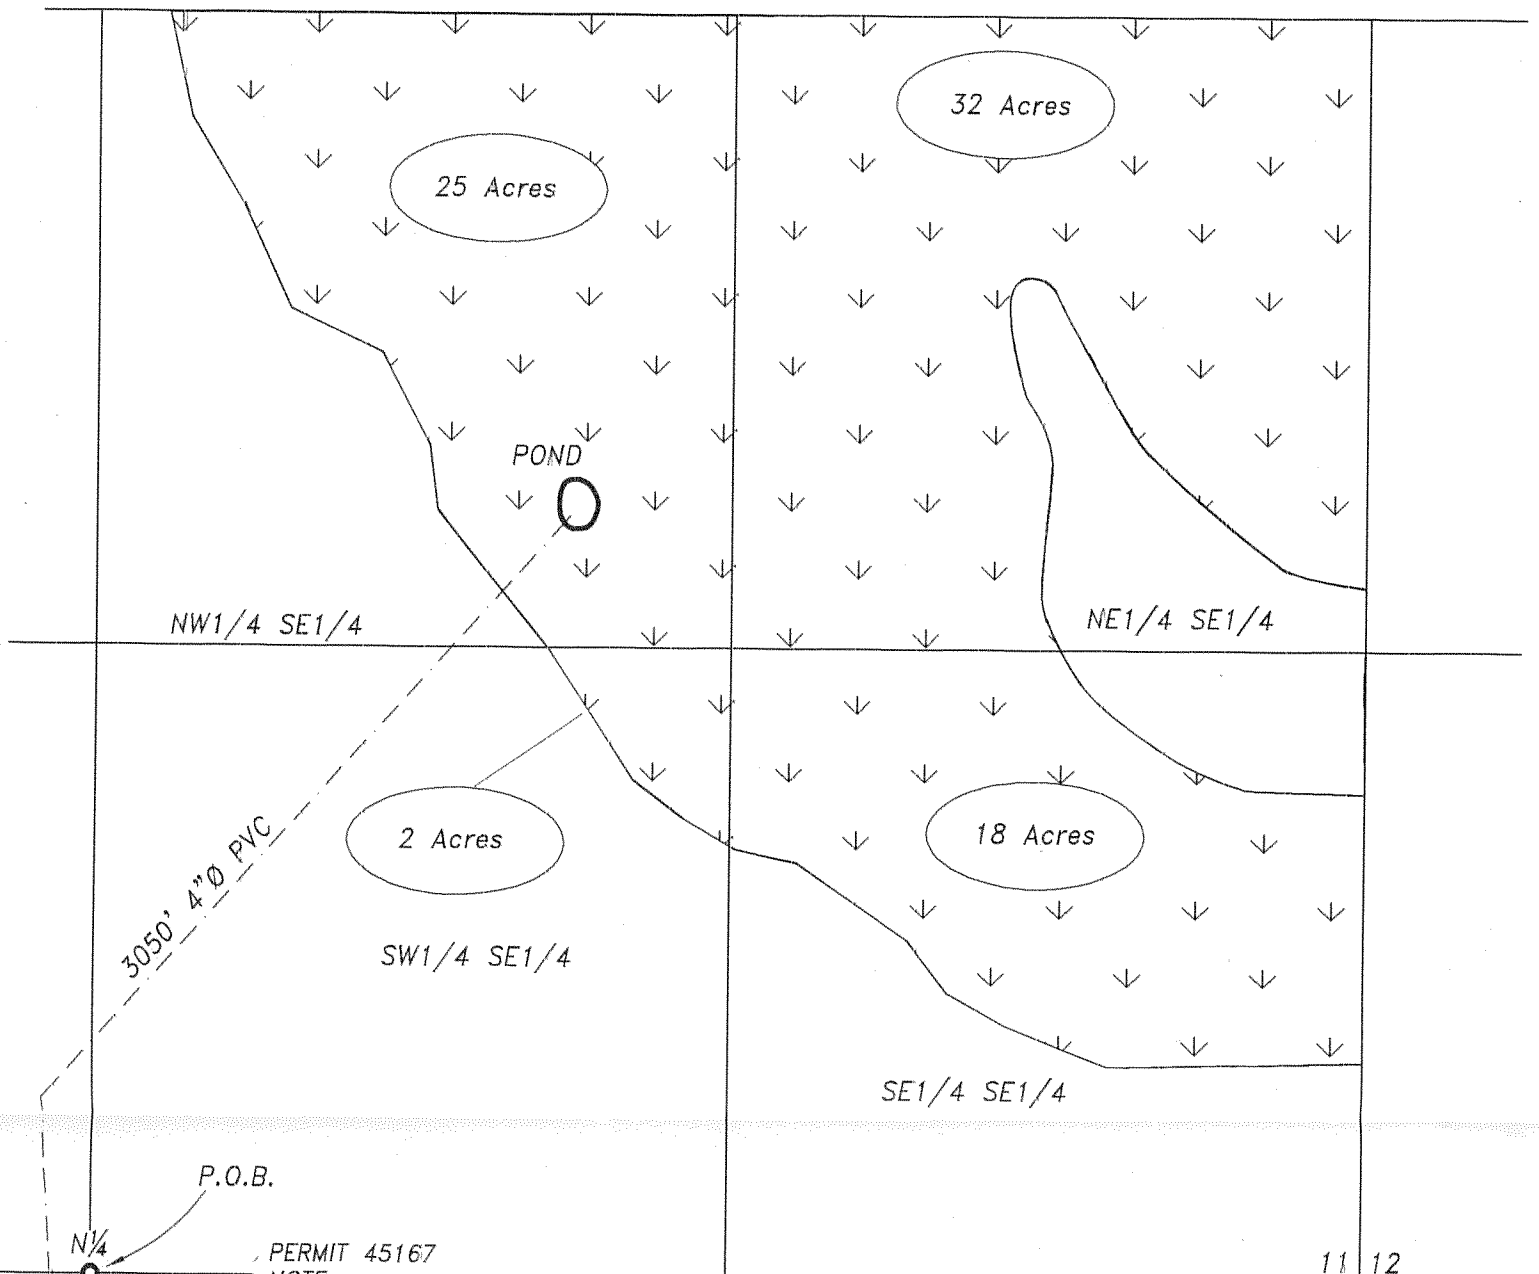 32 Acres
25 Acres
POND
NW1/4 SE1/4
NE1/4 SE1/4
2 Acres
18 Acres
3050' 4"Ø PVC
SW1/4 SE1/4
SE1/4 SE1/4
P.O.B.
N¼
PERMIT 45167
NOTE
11 12